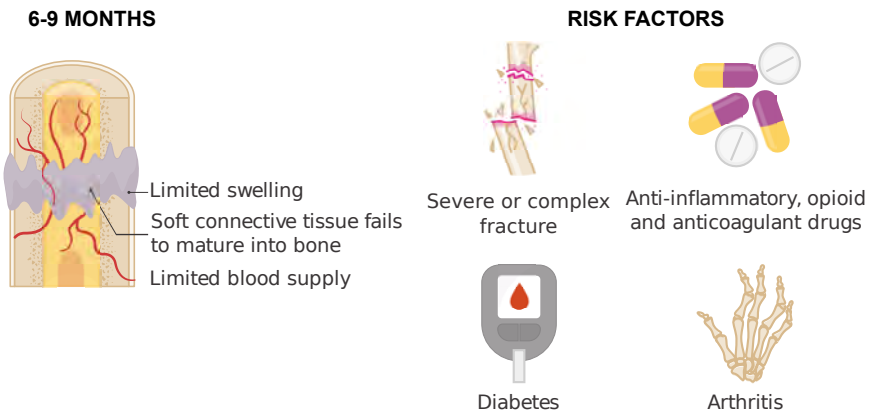 6-9 MONTHS
Limited swelling
Soft connective tissue fails
to mature into bone
Limited blood supply
RISK FACTORS
Severe or complex
fracture
Anti-inflammatory, opioid
and anticoagulant drugs
Diabetes
Arthritis